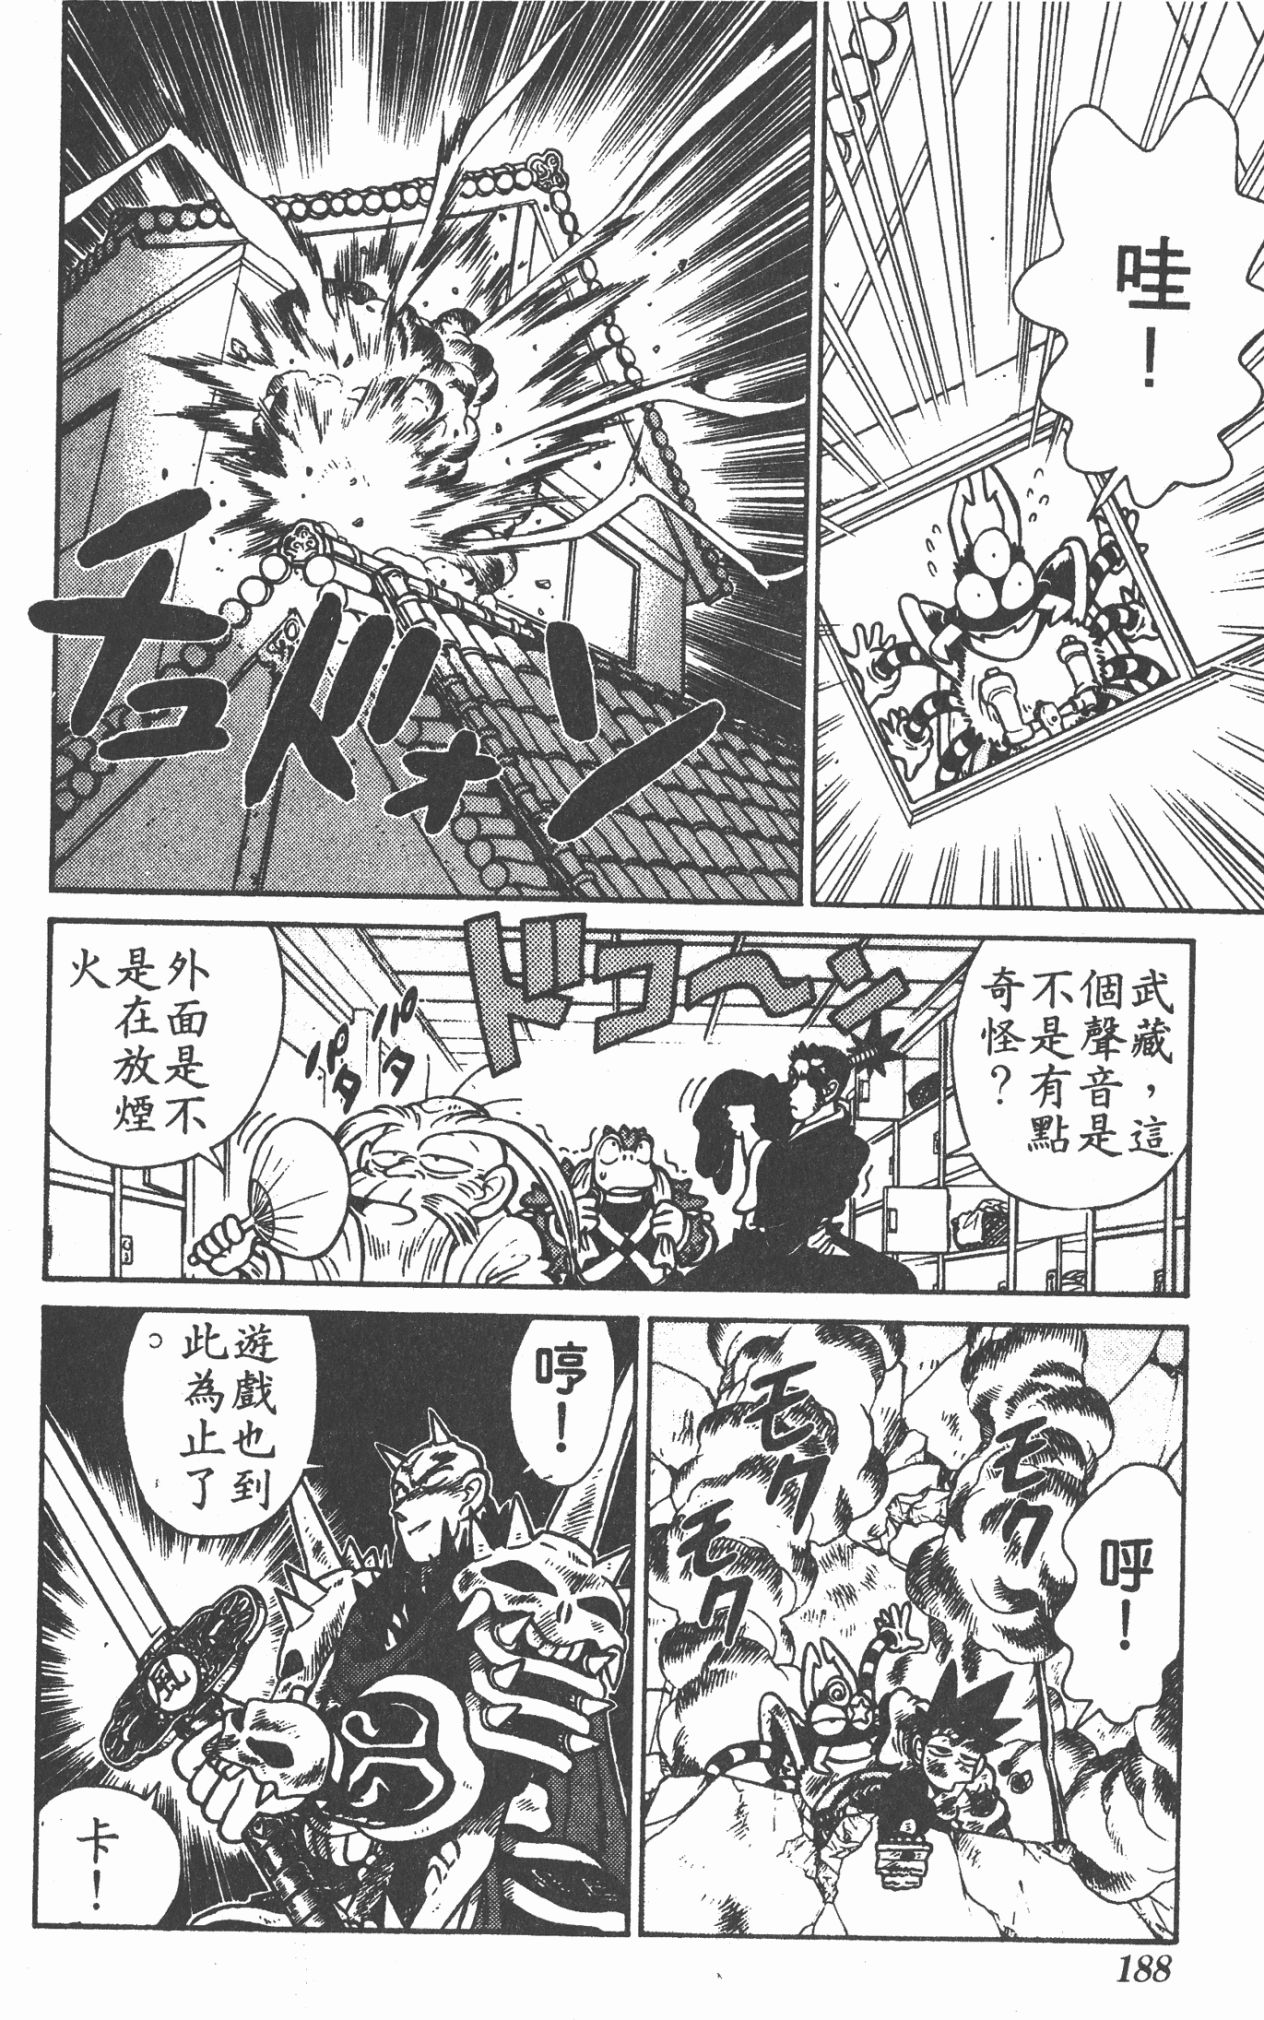 哇！
チュドォン
武藏，這
個聲音是
不是有點
奇怪？
ドコ〜ン
パタ
パタ
外面是不
是在放煙
火
呼！
モク
モク
モク
哼！
遊戲也到
此為止了
。
風
卡！
188